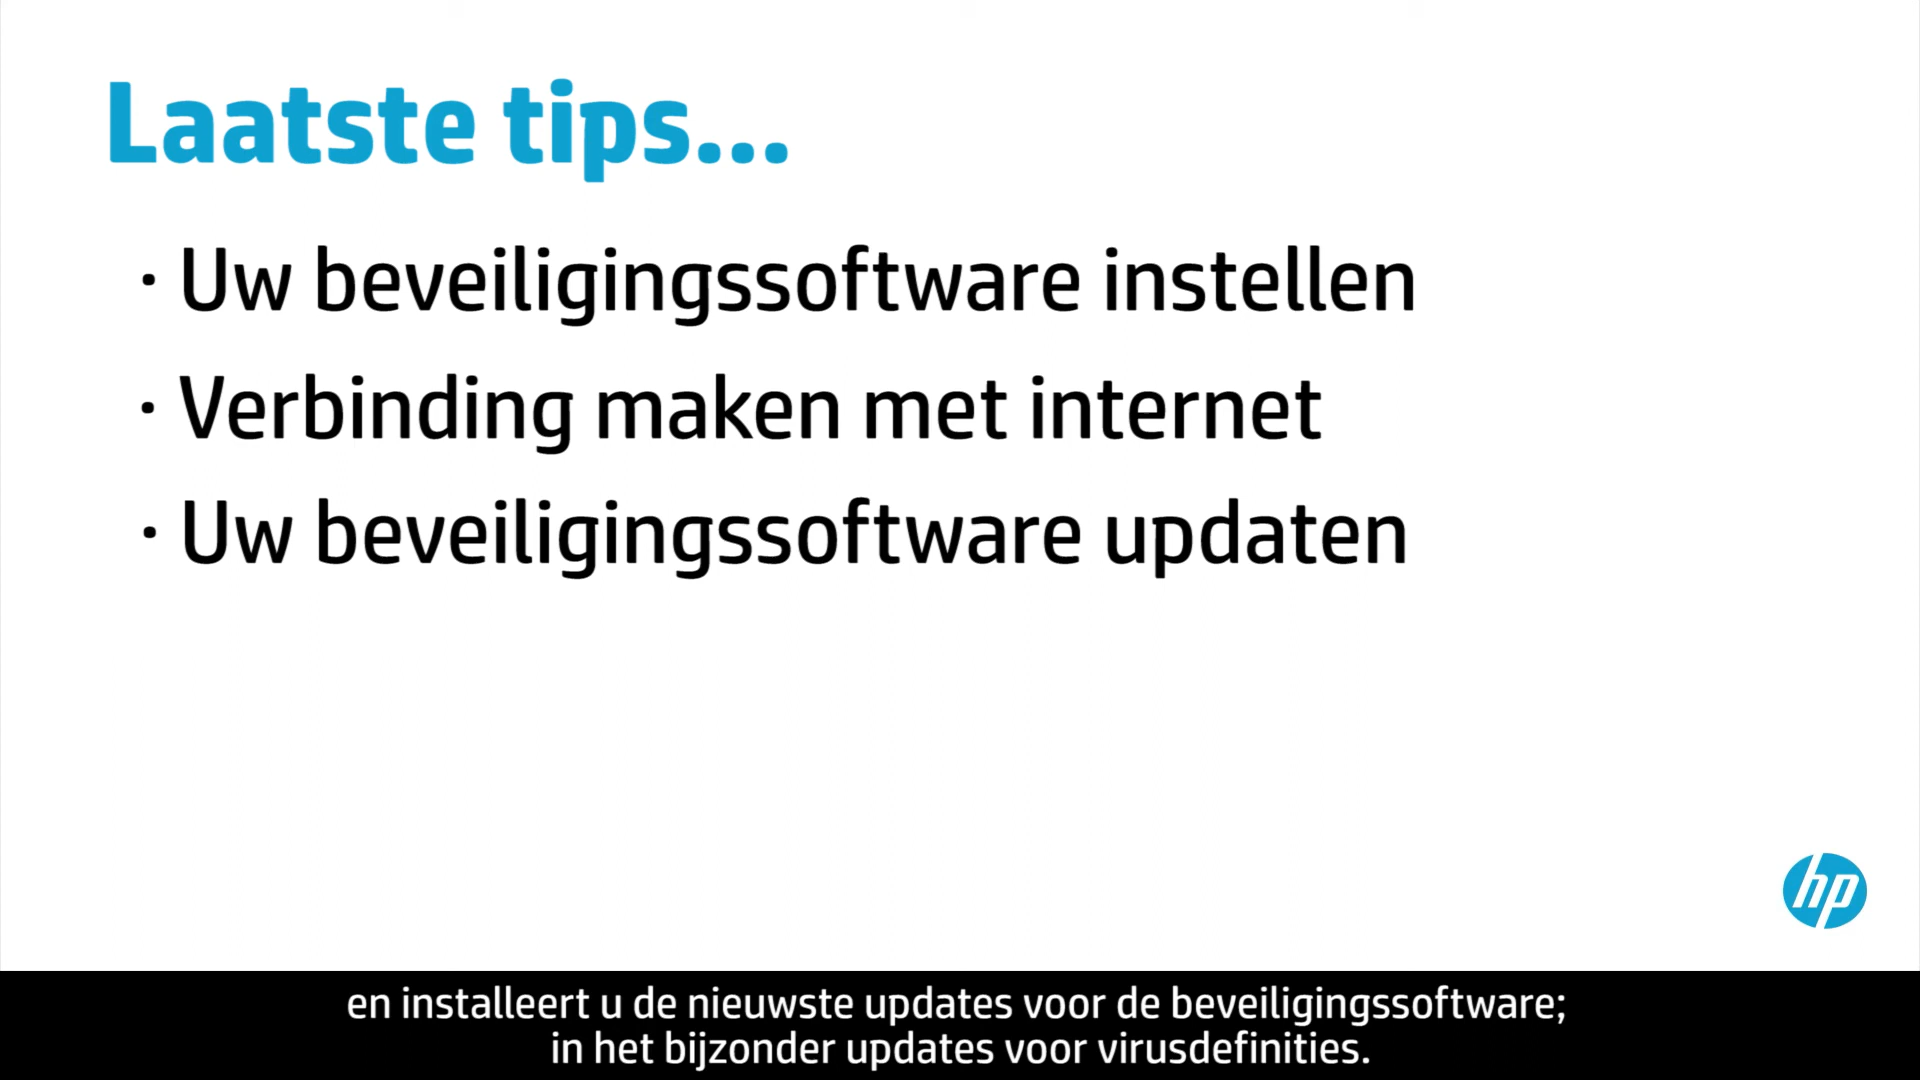 Laatste tips...
· Uw beveiligingssoftware instellen
· Verbinding maken met internet
· Uw beveiligingssoftware updaten
hp
en installeert u de nieuwste updates voor de beveiligingssoftware;
in het bijzonder updates voor virusdefinities.